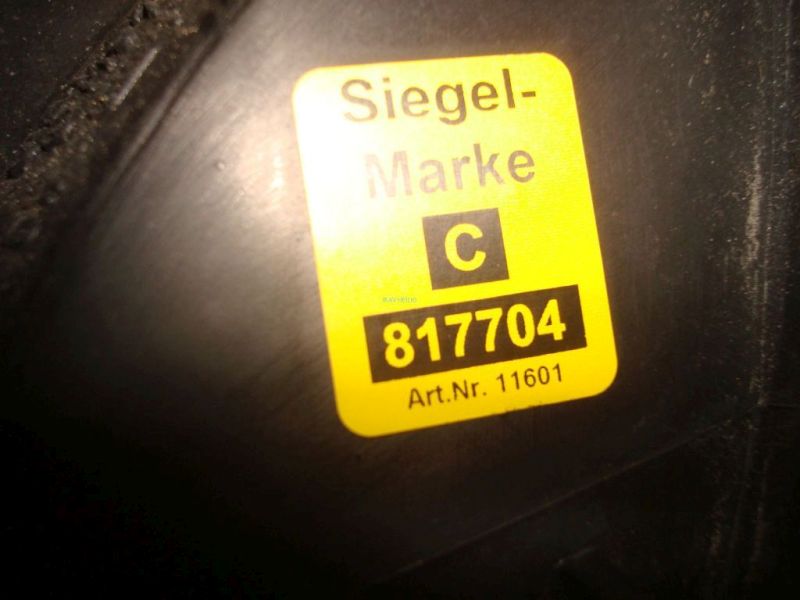 Siegel-
Marke
C
817704
Art.Nr. 11601